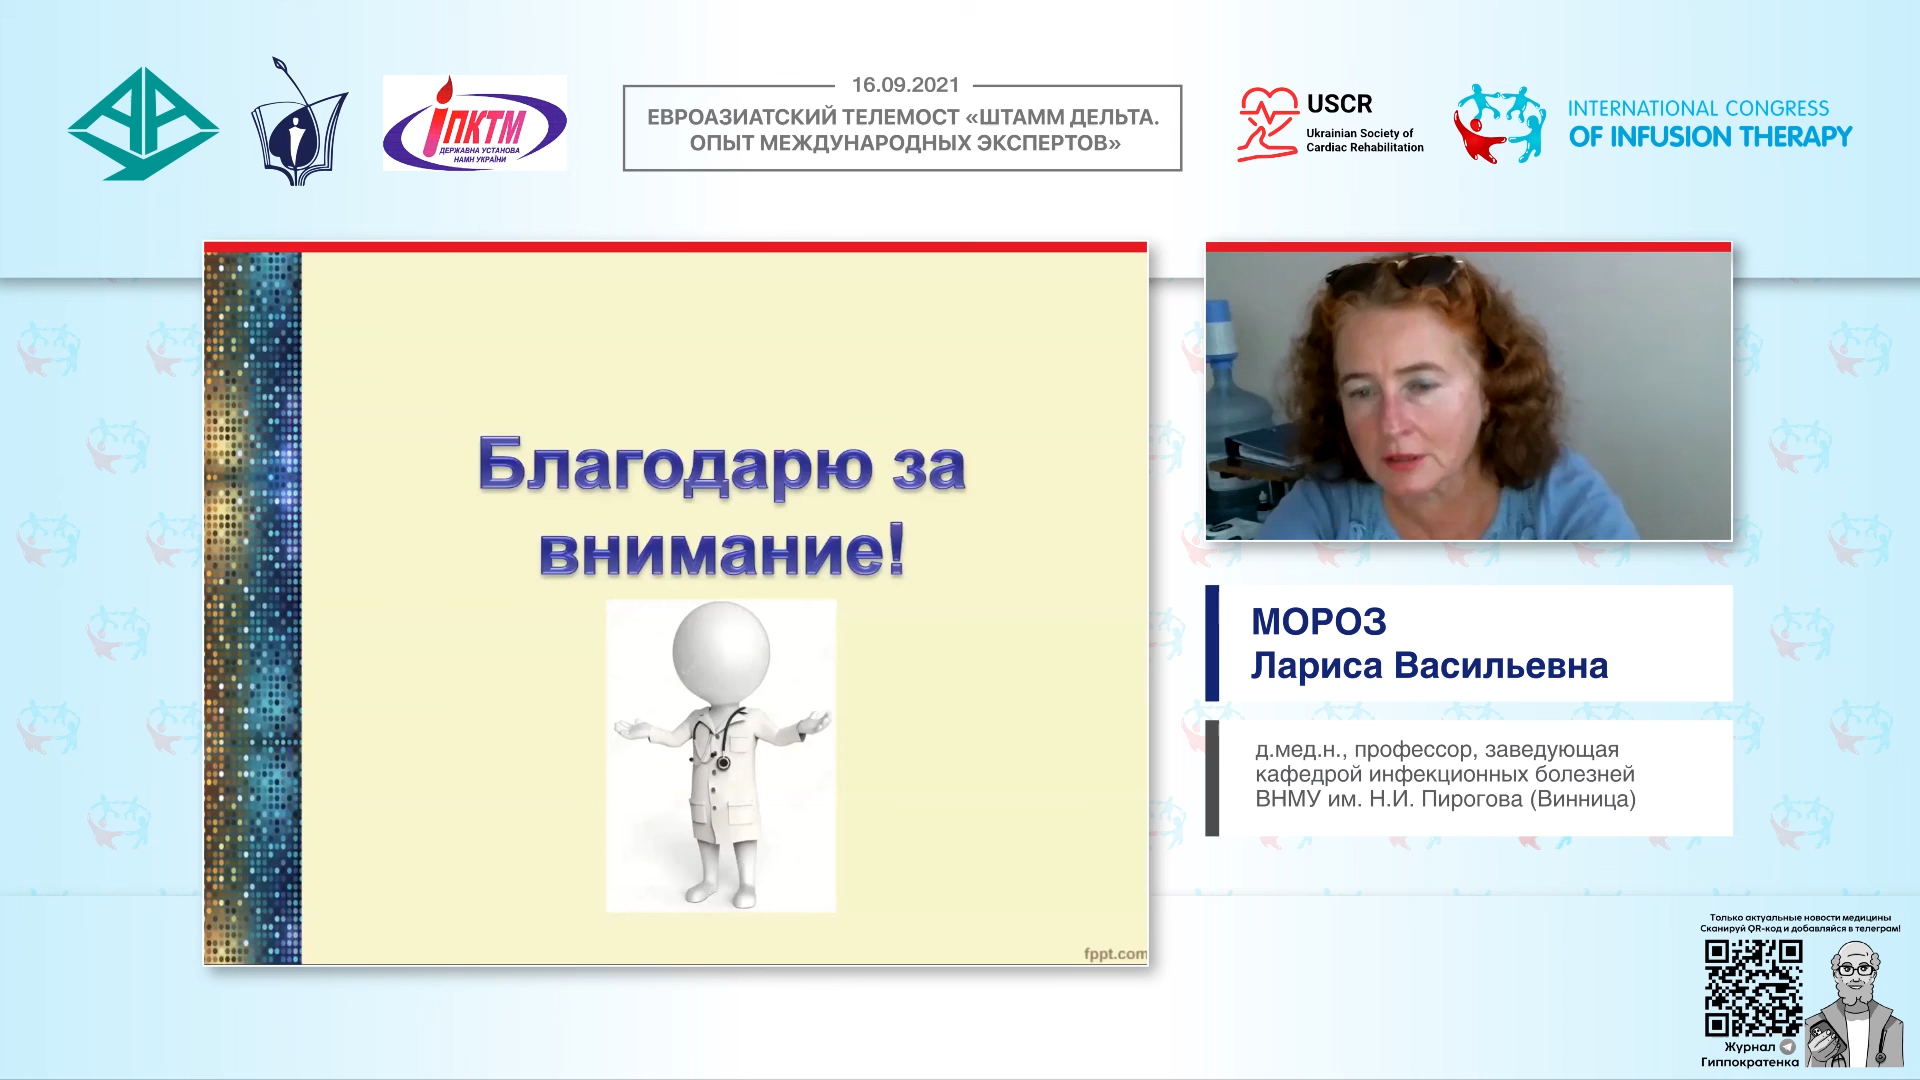 іПКТМ
ДЕРЖАВНА УСТАНОВА
НАМН УКРАЇНИ
16.09.2021
ЕВРОАЗИАТСКИЙ ТЕЛЕМОСТ «ШТАММ ДЕЛЬТА.
ОПЫТ МЕЖДУНАРОДНЫХ ЭКСПЕРТОВ»
USCR
Ukrainian Society of
Cardiac Rehabilitation
INTERNATIONAL CONGRESS
OF INFUSION THERAPY
Благодарю за
внимание!
fppt.com
МОРОЗ
Лариса Васильевна
д.мед.н., профессор, заведующая
кафедрой инфекционных болезней
ВНМУ им. Н.И. Пирогова (Винница)
Только актуальные новости медицины
Сканируй QR-код и добавляйся в телеграм!
Журнал
Гиппократенка